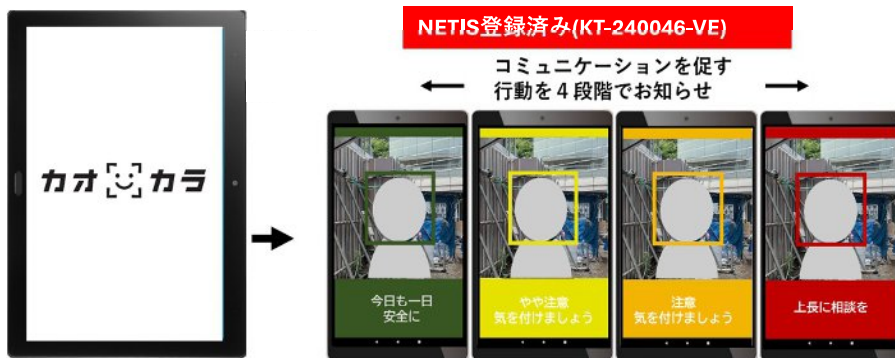 NETIS登録済み(KT-240046-VE)
コミュニケーションを促す
行動を４段階でお知らせ
カオカラ
今日も一日
安全に
やや注意
気を付けましょう
注意
気を付けましょう
上長に相談を